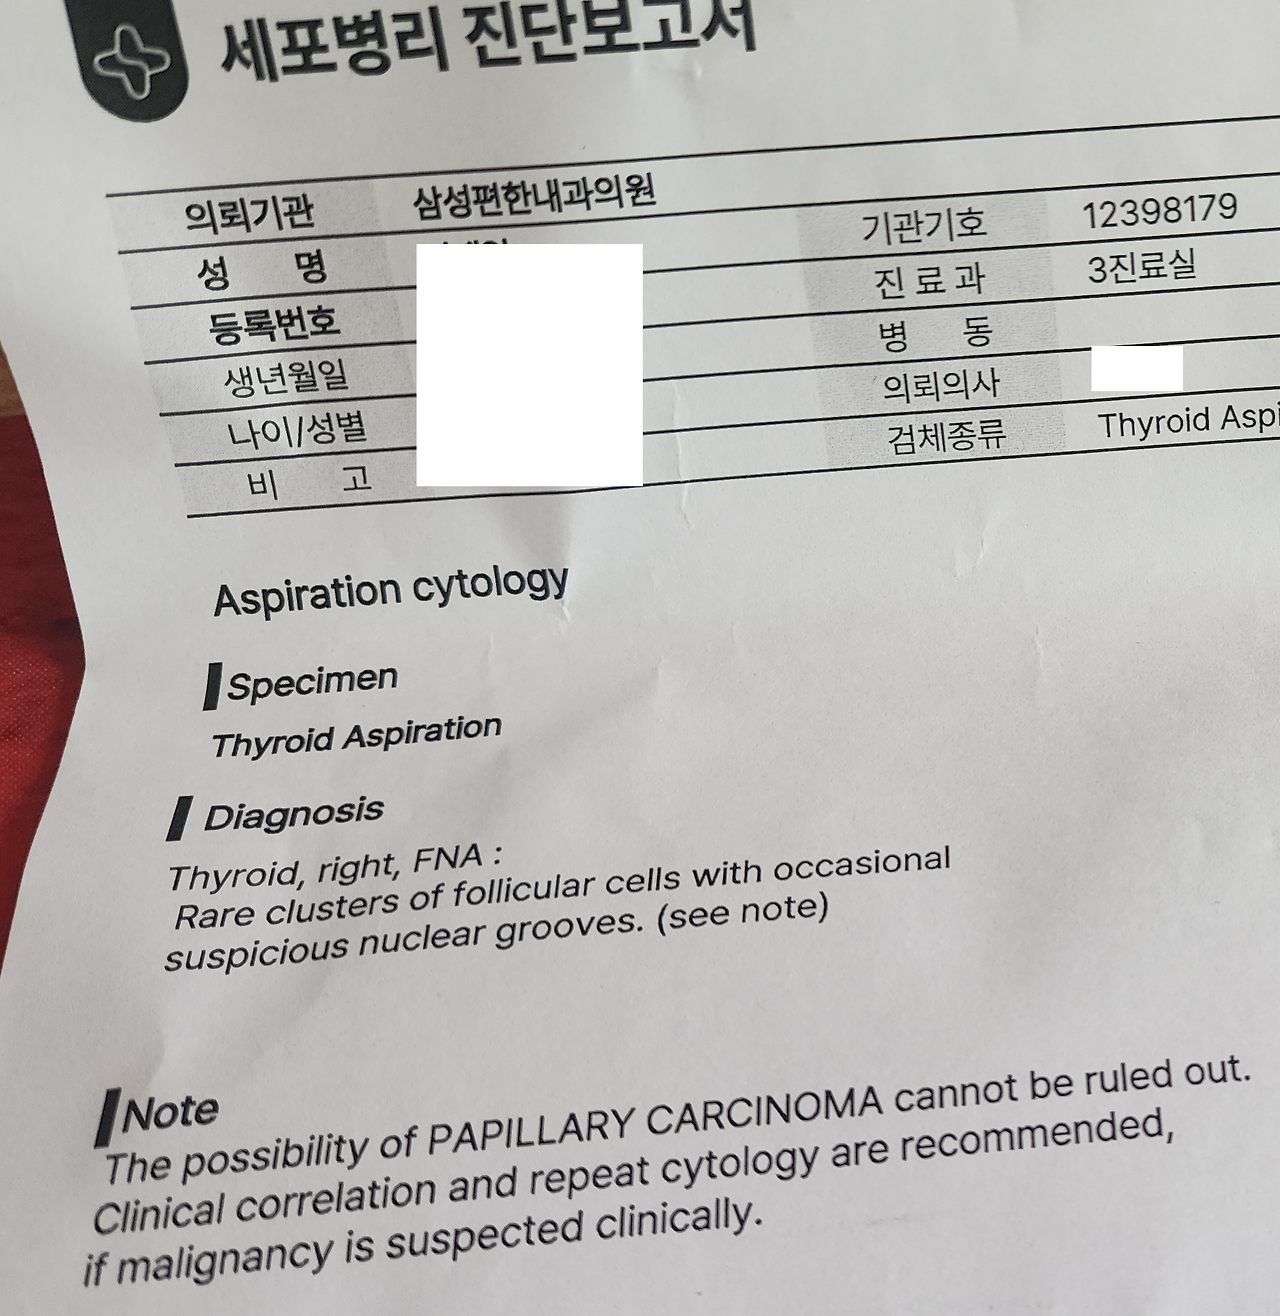 세포병리 진단보고서
의뢰기관 삼성편한내과의원
기관기호 12398179
성 명
진료과 3진료실
등록번호
병 동
생년월일
의뢰의사
나이/성별
검체종류 Thyroid Aspi
비 고
Aspiration cytology
Specimen
Thyroid Aspiration
Diagnosis
Thyroid, right, FNA :
Rare clusters of follicular cells with occasional
suspicious nuclear grooves. (see note)
Note
The possibility of PAPILLARY CARCINOMA cannot be ruled out.
Clinical correlation and repeat cytology are recommended,
if malignancy is suspected clinically.